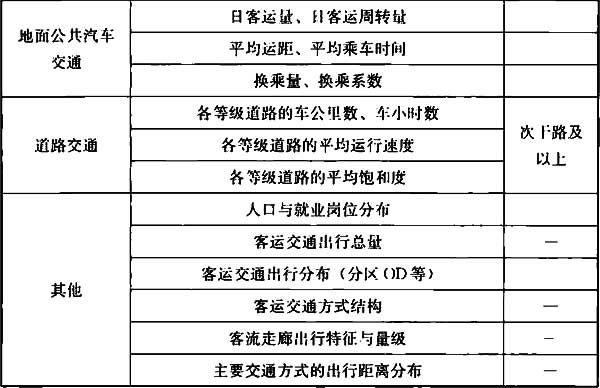 地面公共汽车
交通
日客运量、日客运周转量
平均运距、平均乘车时间
换乘量、换乘系数
道路交通
各等级道路的车公里数、车小时数
各等级道路的平均运行速度
各等级道路的平均饱和度
次干路及
以上
其他
人口与就业岗位分布
客运交通出行总量
—
客运交通出行分布（分区OD等）
客运交通方式结构
—
客流走廊出行特征与量级
—
主要交通方式的出行距离分布
—